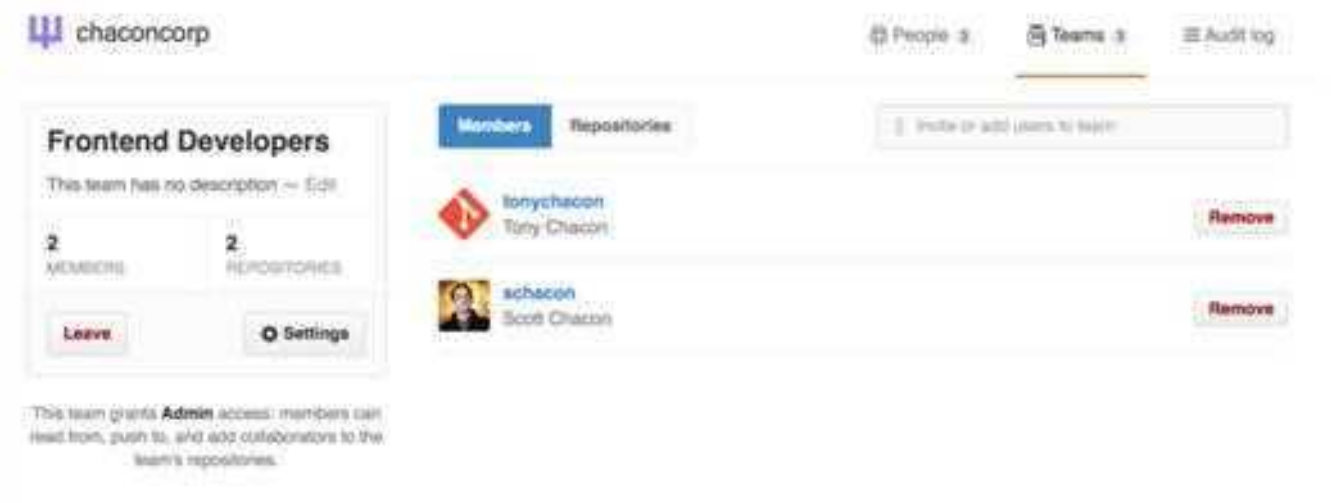 chaconcorp
People 3
Teams 3
Audit log
Frontend Developers
This team has no description — Edit
2
MEMBERS
2
REPOSITORIES
Leave
Settings
This team grants Admin access: members can
read from, push to, and add collaborators to the
team's repositories.
Members
Repositories
Invite or add users to team
tonychacon
Tony Chacon
Remove
schacon
Scott Chacon
Remove